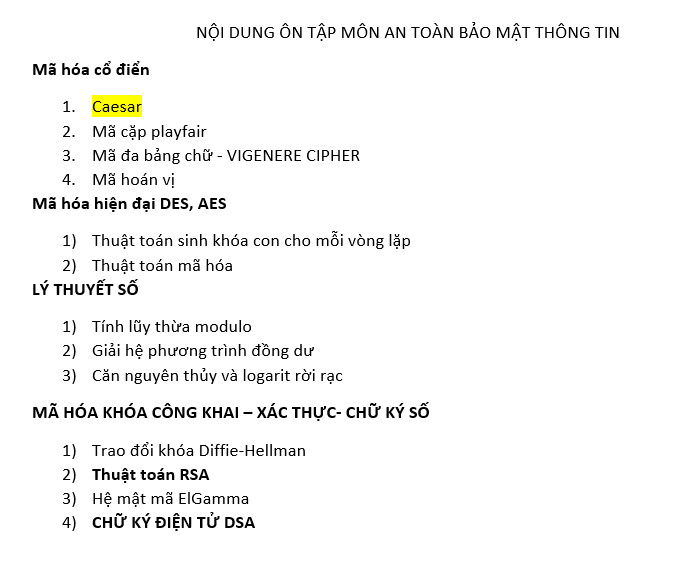 NỘI DUNG ÔN TẬP MÔN AN TOÀN BẢO MẬT THÔNG TIN
Mã hóa cổ điển
1. Caesar
2. Mã cặp playfair
3. Mã đa bảng chữ - VIGENERE CIPHER
4. Mã hoán vị
Mã hóa hiện đại DES, AES
1) Thuật toán sinh khóa con cho mỗi vòng lặp
2) Thuật toán mã hóa
LÝ THUYẾT SỐ
1) Tính lũy thừa modulo
2) Giải hệ phương trình đồng dư
3) Căn nguyên thủy và logarit rời rạc
MÃ HÓA KHÓA CÔNG KHAI – XÁC THỰC- CHỮ KÝ SỐ
1) Trao đổi khóa Diffie-Hellman
2) Thuật toán RSA
3) Hệ mật mã ElGamma
4) CHỮ KÝ ĐIỆN TỬ DSA